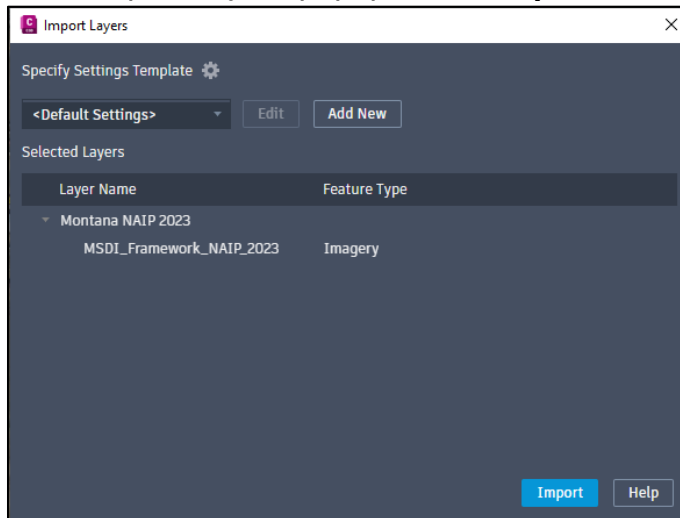 Import Layers
Specify Settings Template
<Default Settings> Edit Add New
Selected Layers
Layer Name Feature Type
Montana NAIP 2023
MSDI_Framework_NAIP_2023 Imagery
Import Help